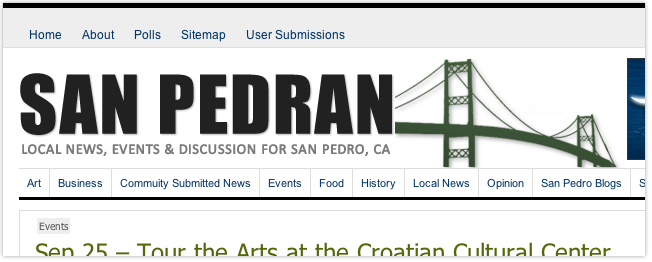 Home About Polls Sitemap User Submissions
SAN PEDRAN
LOCAL NEWS, EVENTS & DISCUSSION FOR SAN PEDRO, CA
Art Business Commuity Submitted News Events Food History Local News Opinion San Pedro Blogs S
Events
Sep 25 – Tour the Arts at the Croatian Cultural Center